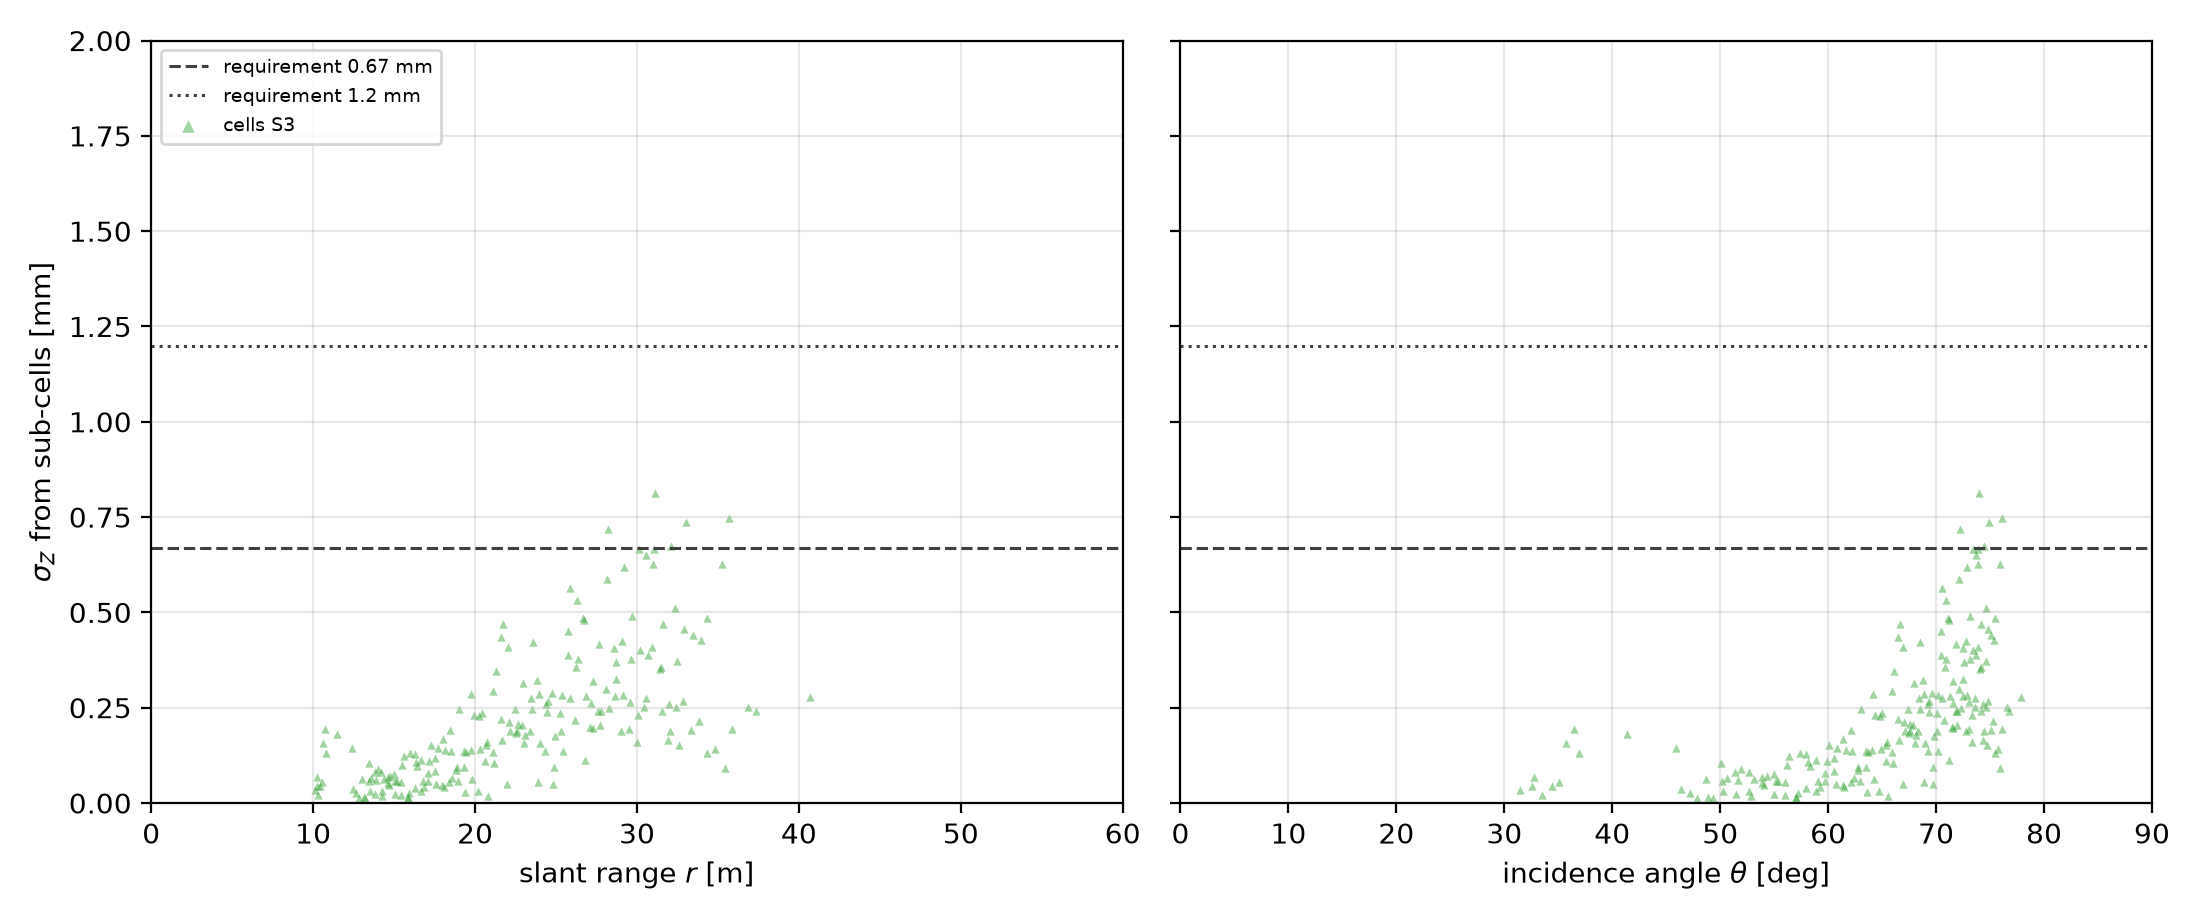 2.00
1.75
1.50
1.25
1.00
0.75
0.50
0.25
0.00
σZ from sub-cells [mm]
requirement 0.67 mm
requirement 1.2 mm
cells S3
0 10 20 30 40 50 60
slant range r [m]
0 10 20 30 40 50 60 70 80 90
incidence angle θ [deg]